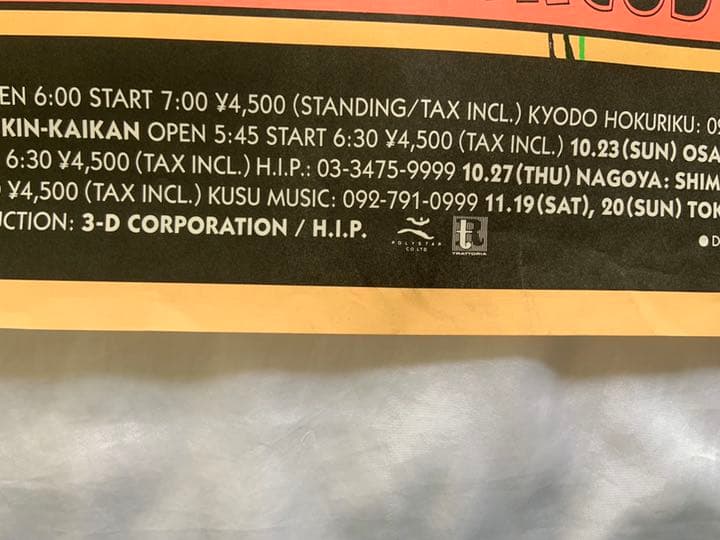 EN 6:00 START 7:00 ¥4,500 (STANDING/TAX INCL.) KYODO HOKURIKU: 09
KIN-KAIKAN OPEN 5:45 START 6:30 ¥4,500 (TAX INCL.) 10.23(SUN) OSA
6:30 ¥4,500 (TAX INCL.) H.I.P.: 03-3475-9999 10.27(THU) NAGOYA: SHIM
¥4,500 (TAX INCL.) KUSU MUSIC: 092-791-0999 11.19(SAT), 20(SUN) TOK
UCTION: 3-D CORPORATION / H.I.P.
POLYSTAR
CO.LTD
tR
TRATTORIA
●D